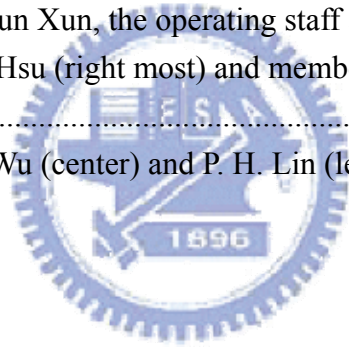 un Xun, the operating staff
Hsu (right most) and memb
E S A
................................................
Wu (center) and P. H. Lin (le
1896